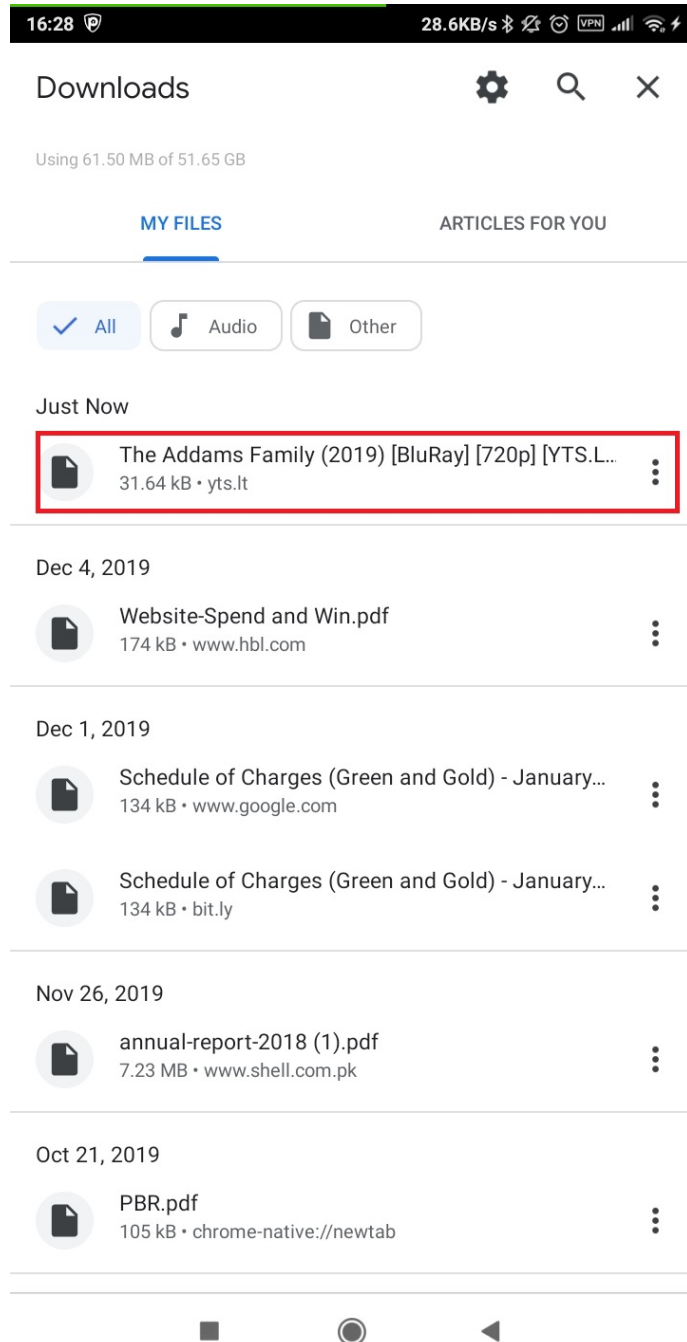 16:28 28.6KB/s VPN
Downloads
Using 61.50 MB of 51.65 GB
MY FILES ARTICLES FOR YOU
All Audio Other
Just Now
The Addams Family (2019) [BluRay] [720p] [YTS.L...
31.64 kB • yts.lt
Dec 4, 2019
Website-Spend and Win.pdf
174 kB • www.hbl.com
Dec 1, 2019
Schedule of Charges (Green and Gold) - January...
134 kB • www.google.com
Schedule of Charges (Green and Gold) - January...
134 kB • bit.ly
Nov 26, 2019
annual-report-2018 (1).pdf
7.23 MB • www.shell.com.pk
Oct 21, 2019
PBR.pdf
105 kB • chrome-native://newtab